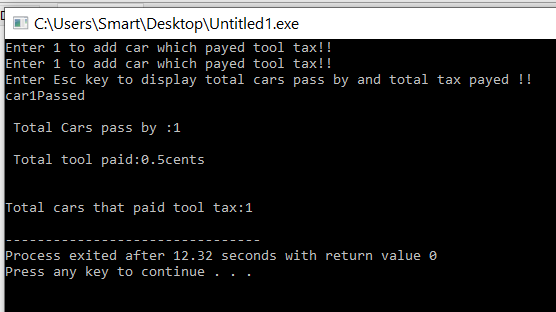 C:\Users\Smart\Desktop\Untitled1.exe
Enter 1 to add car which payed tool tax!!
Enter 1 to add car which payed tool tax!!
Enter Esc key to display total cars pass by and total tax payed !!
car1Passed
Total Cars pass by :1
Total tool paid:0.5cents
Total cars that paid tool tax:1
--------------------------------
Process exited after 12.32 seconds with return value 0
Press any key to continue . . .